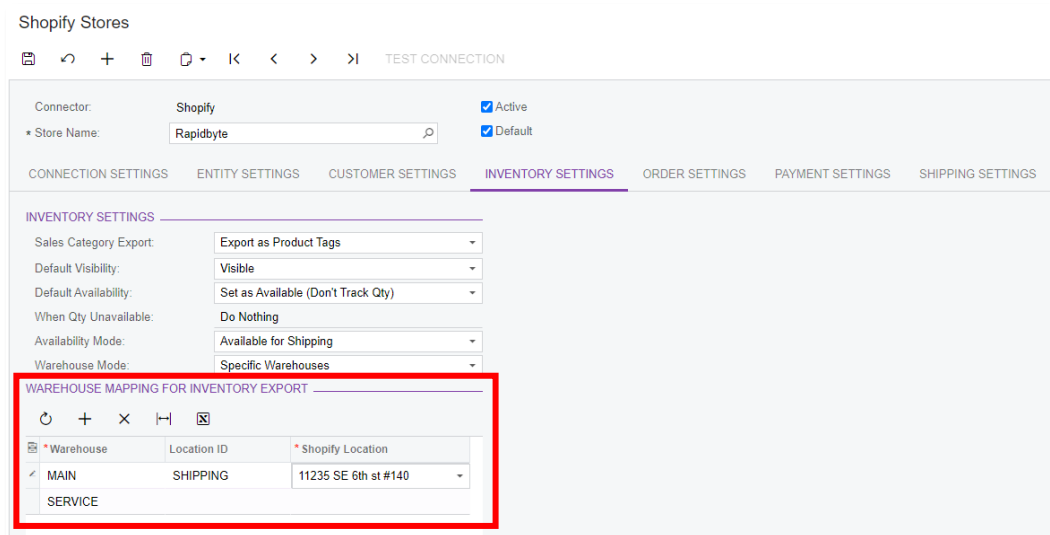 Shopify Stores
TEST CONNECTION
Connector: Shopify Active
* Store Name: Rapidbyte Default
CONNECTION SETTINGS ENTITY SETTINGS CUSTOMER SETTINGS INVENTORY SETTINGS ORDER SETTINGS PAYMENT SETTINGS SHIPPING SETTINGS
INVENTORY SETTINGS
Sales Category Export: Export as Product Tags
Default Visibility: Visible
Default Availability: Set as Available (Don't Track Qty)
When Qty Unavailable: Do Nothing
Availability Mode: Available for Shipping
Warehouse Mode: Specific Warehouses
WAREHOUSE MAPPING FOR INVENTORY EXPORT
* Warehouse Location ID * Shopify Location
MAIN SHIPPING 11235 SE 6th st #140
SERVICE